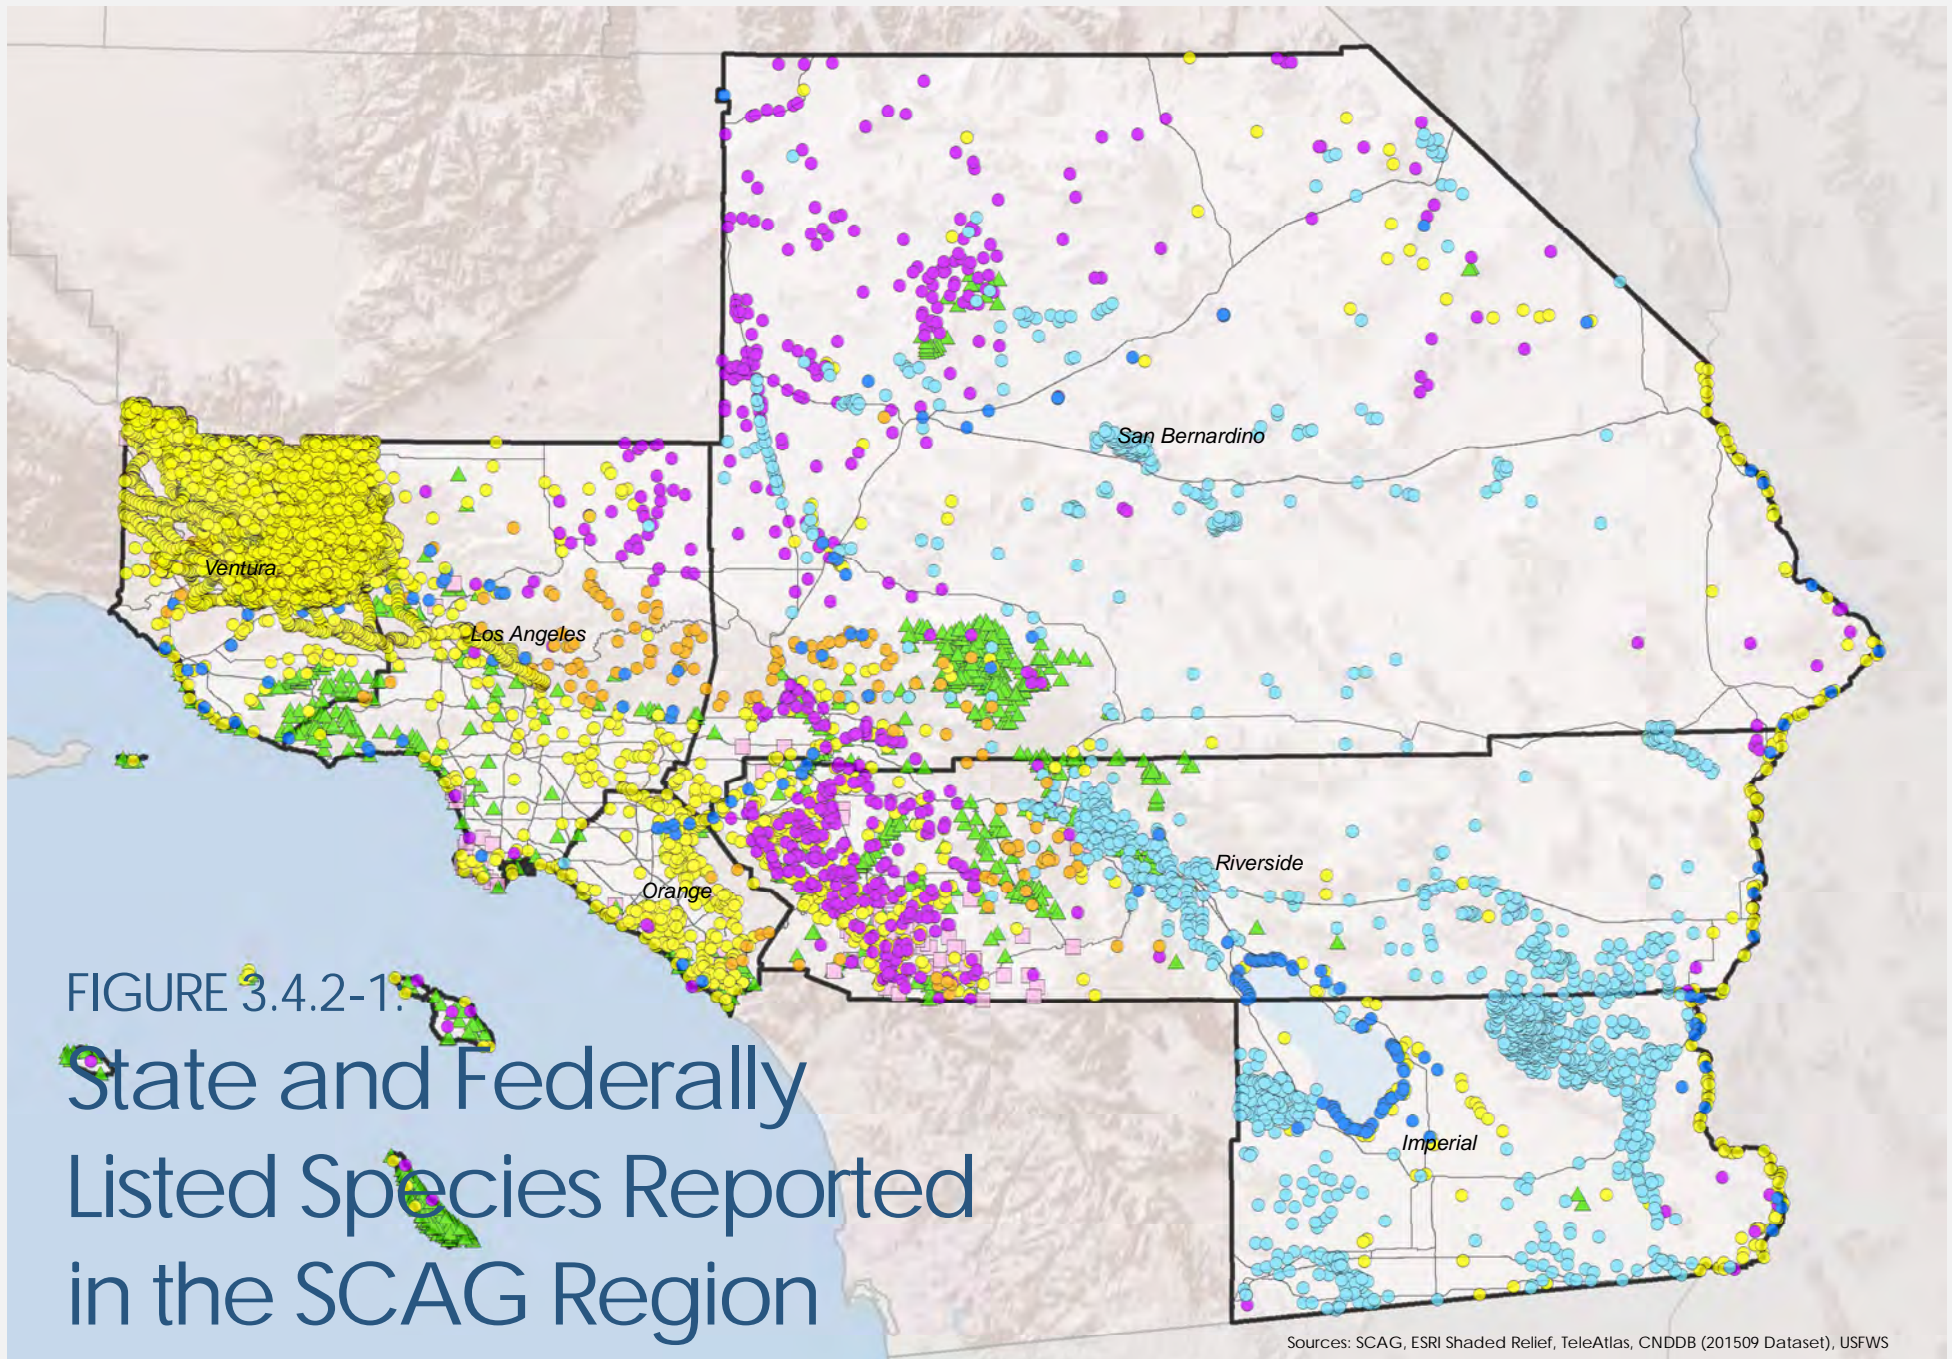 San Bernardino
Ventura
Los Angeles
Riverside
Orange
Imperial
FIGURE 3.4.2-1.
State and Federally
Listed Species Reported
in the SCAG Region
Sources: SCAG, ESRI Shaded Relief, TeleAtlas, CNDDB (201509 Dataset), USFWS